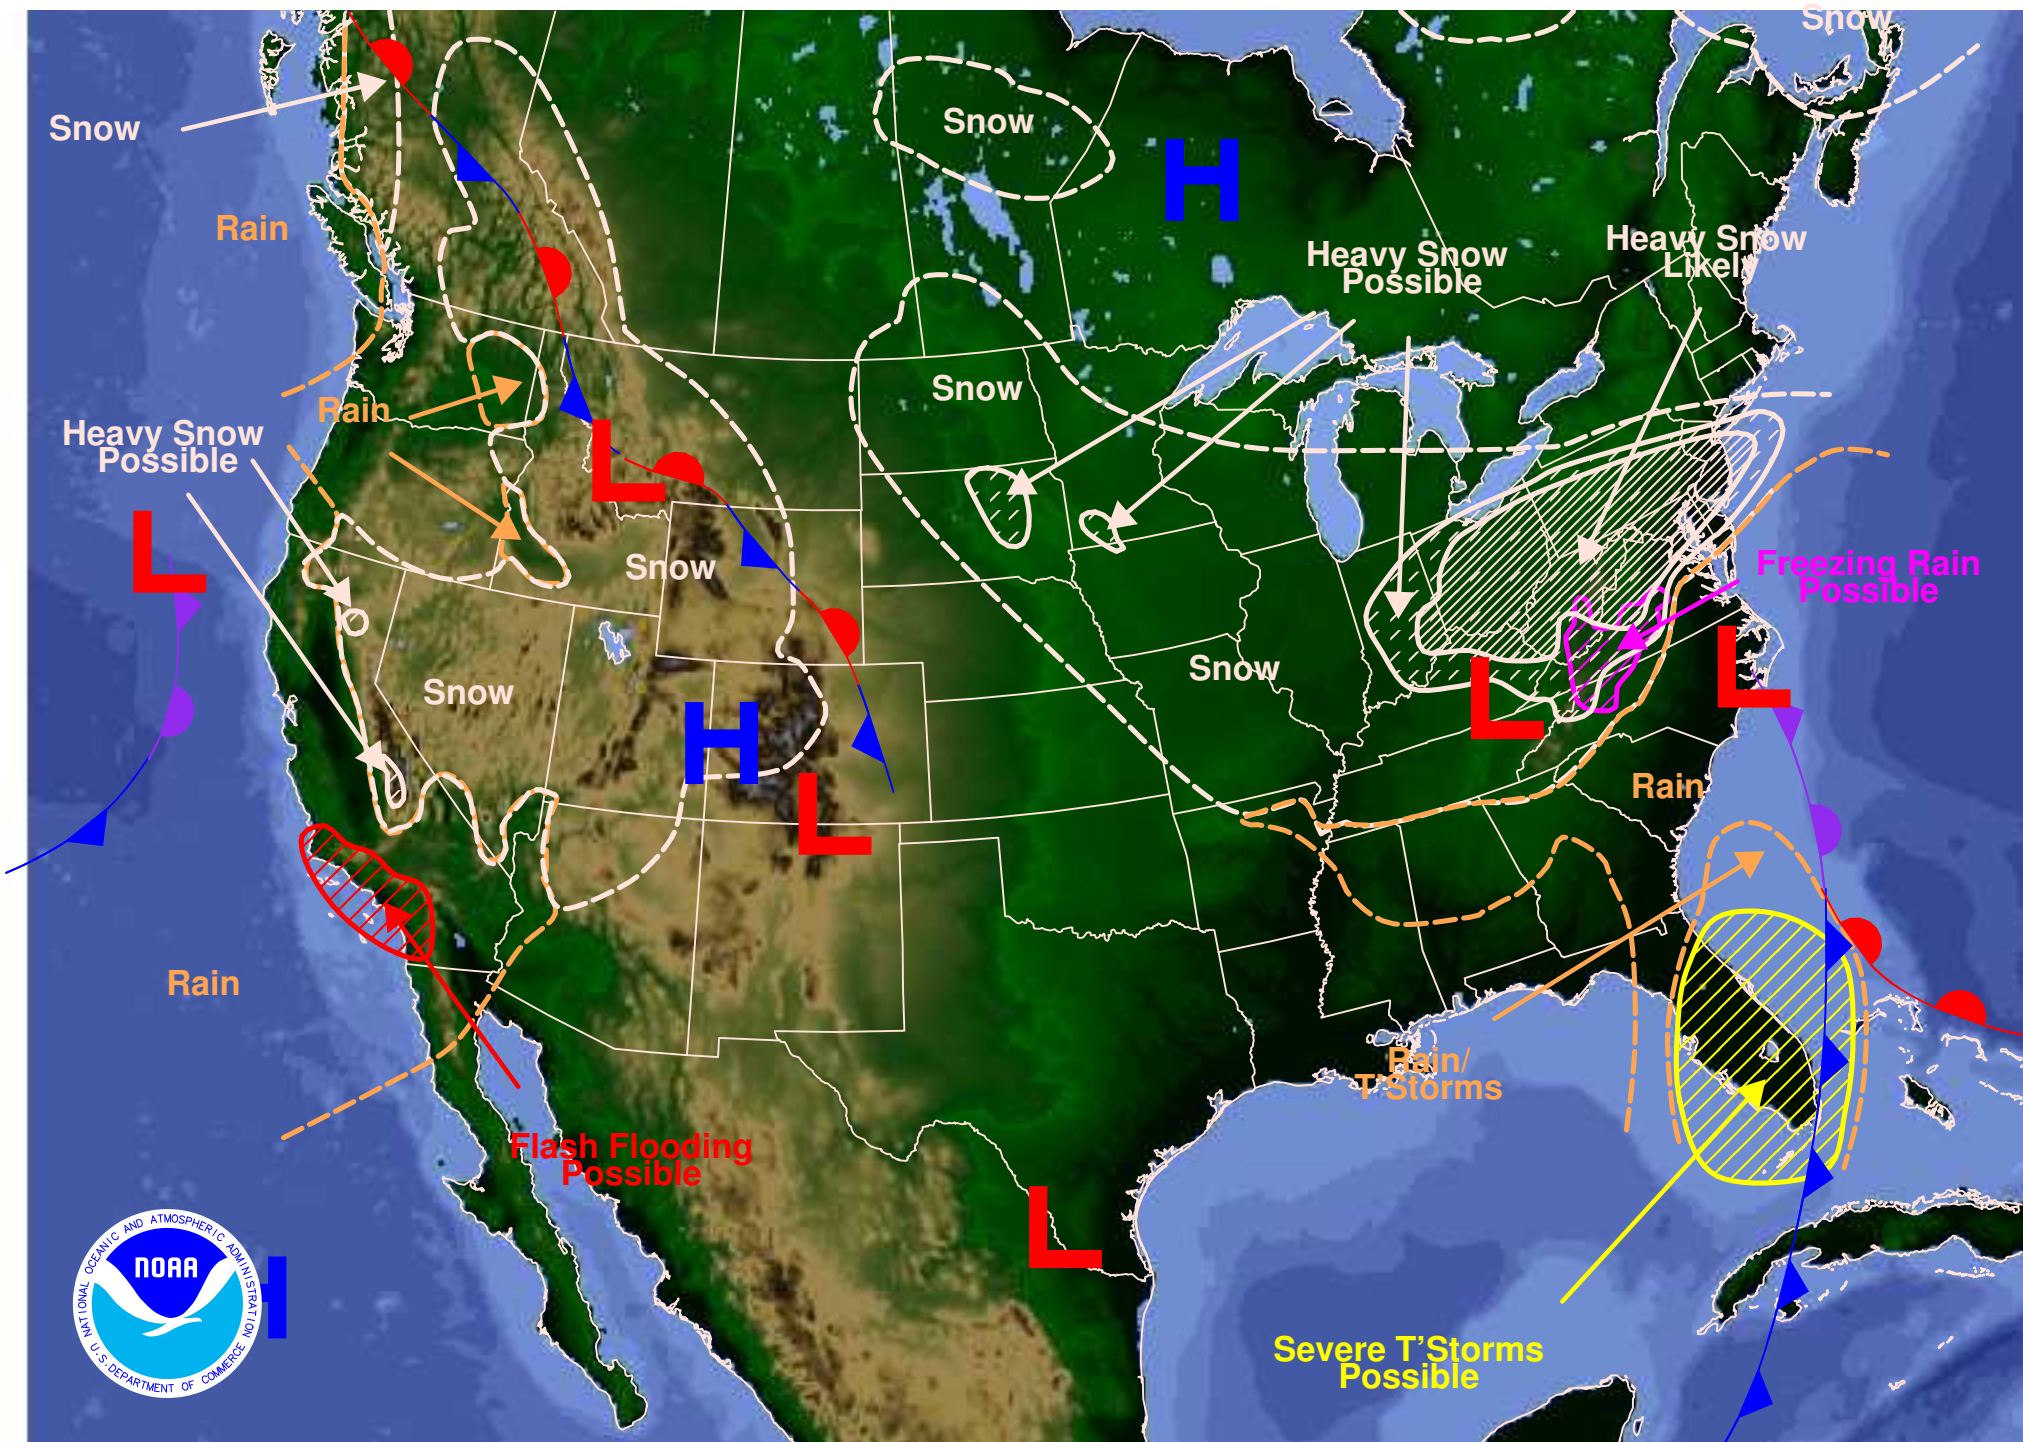 Snow
Snow
Snow
Rain
Heavy Snow
Possible
Heavy Snow
Likely
Rain
Snow
Heavy Snow
Possible
Snow
Freezing Rain
Possible
Snow
Snow
Rain
Rain
Rain/
T'Storms
Flash Flooding
Possible
Severe T'Storms
Possible
L
H
L
H
L
L
L
L
H
NATIONAL OCEANIC AND ATMOSPHERIC ADMINISTRATION
NOAA
U.S. DEPARTMENT OF COMMERCE